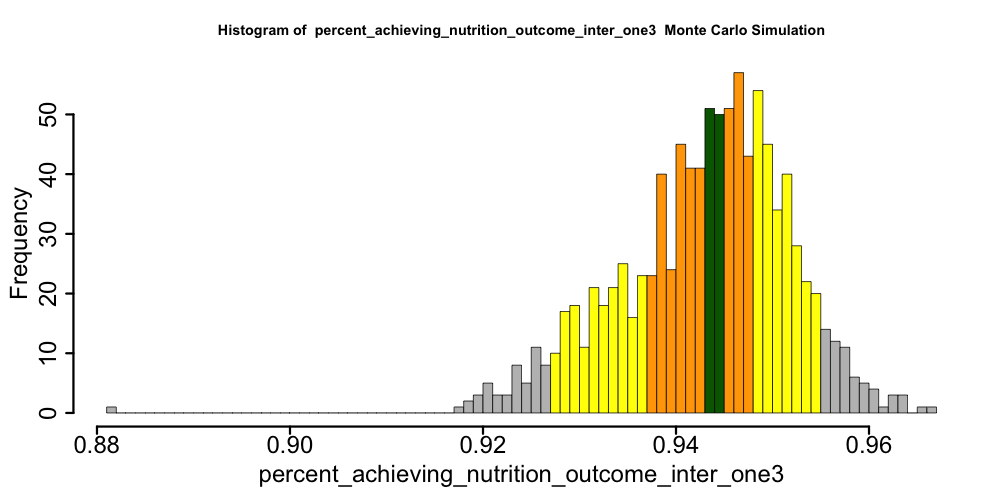 Histogram of percent_achieving_nutrition_outcome_inter_one3 Monte Carlo Simulation
Frequency
50
40
30
20
10
0
0.88 0.90 0.92 0.94 0.96
percent_achieving_nutrition_outcome_inter_one3